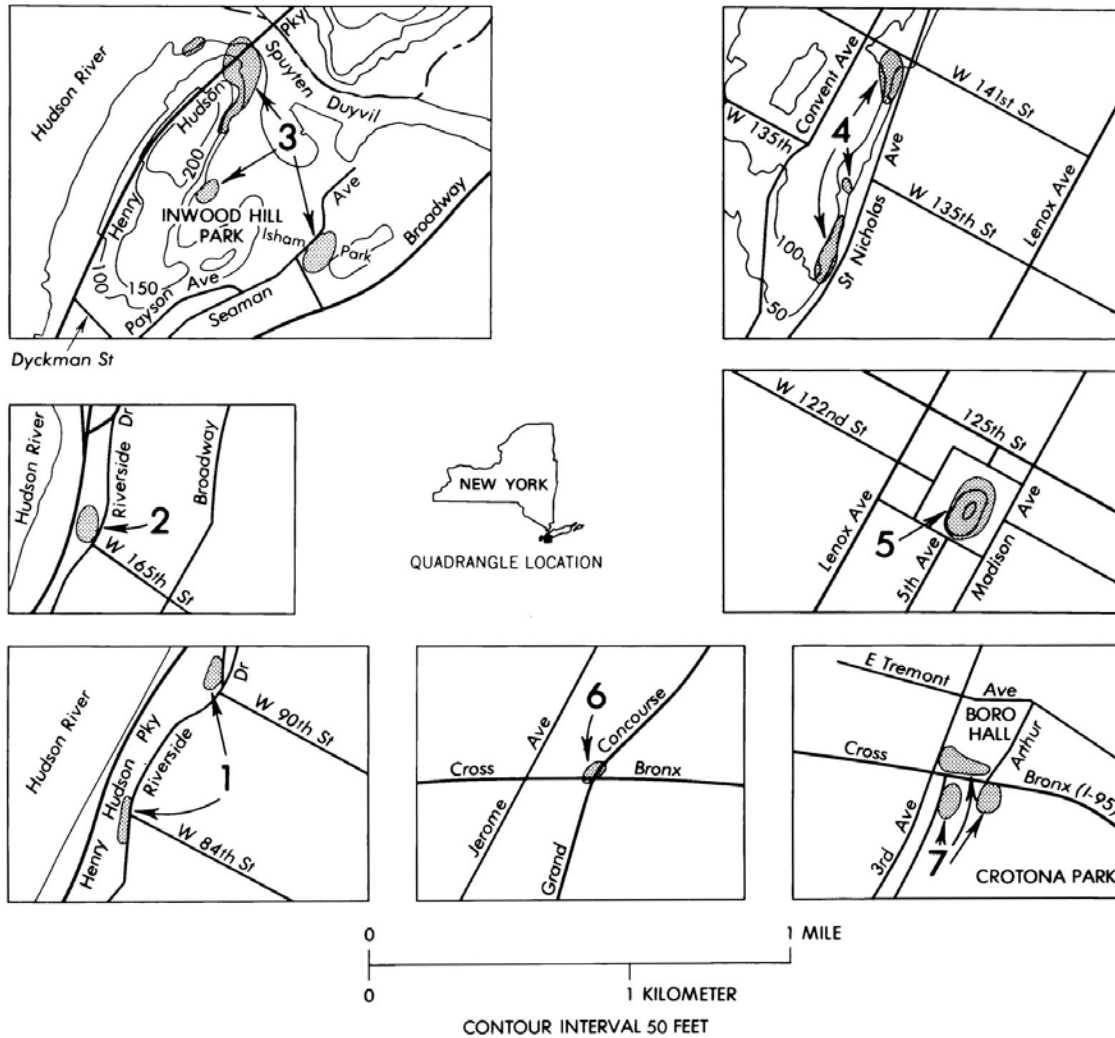 Hudson River
Pky
Spuyten
Duyvil
Hudson
3
200
Henry
INWOOD HILL
PARK
Isham
Park
Ave
Broadway
100
150
Payson Ave
Seaman
Dyckman St
Convent Ave
W 141st St
W 135th
4
Ave
W 135th St
Lenox Ave
100
St Nicholas
50
Hudson River
Riverside Dr
Broadway
2
W 165th St
NEW YORK
QUADRANGLE LOCATION
W 122nd St
125th St
Lenox Ave
5
5th Ave
Madison Ave
Hudson River
Henry Hudson Pky
Riverside Dr
W 90th St
1
W 84th St
6
Jerome Ave
Grand Concourse
Cross Bronx
E Tremont Ave
BORO
HALL
Arthur
Cross Bronx (I-95)
3rd Ave
7
CROTONA PARK
0 1 MILE
0 1 KILOMETER
CONTOUR INTERVAL 50 FEET